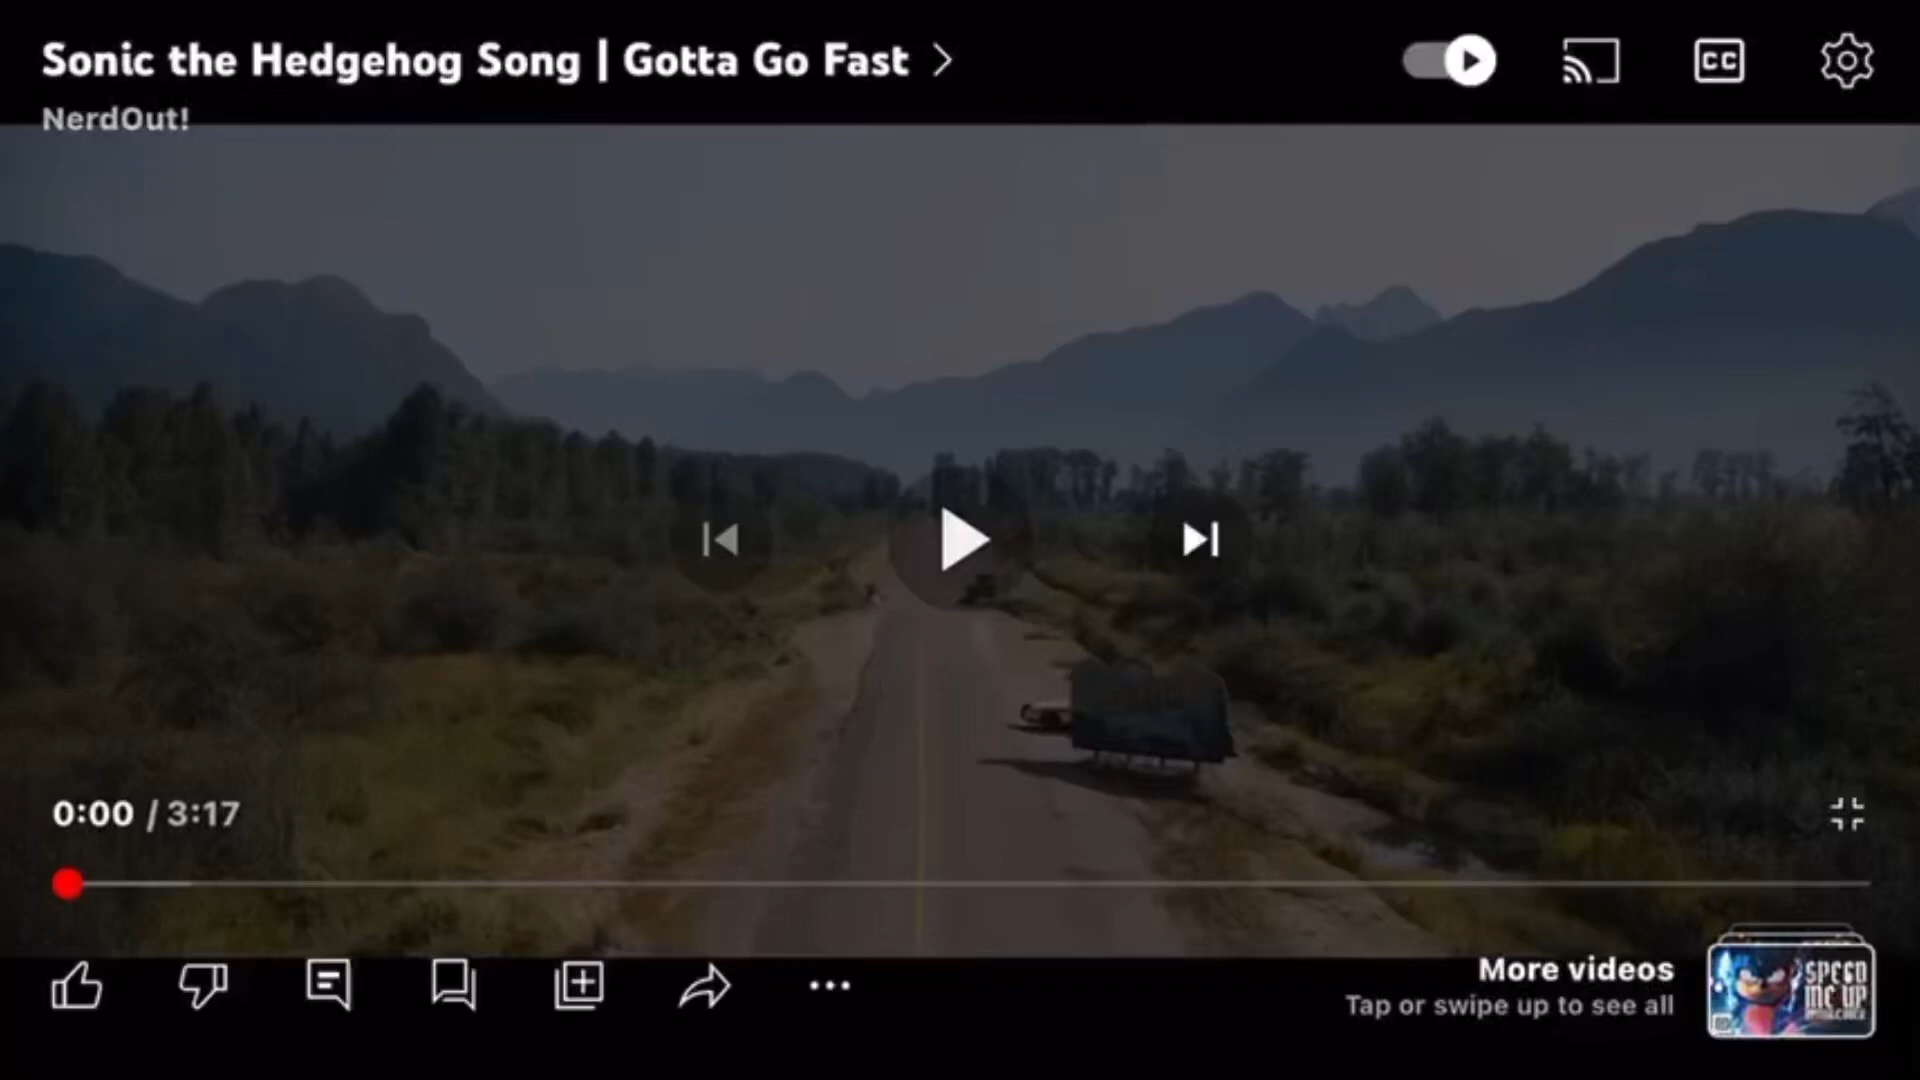 Sonic the Hedgehog Song | Gotta Go Fast
CC
NerdOut!
0:00 / 3:17
More videos
Tap or swipe up to see all
SPEED
ME UP